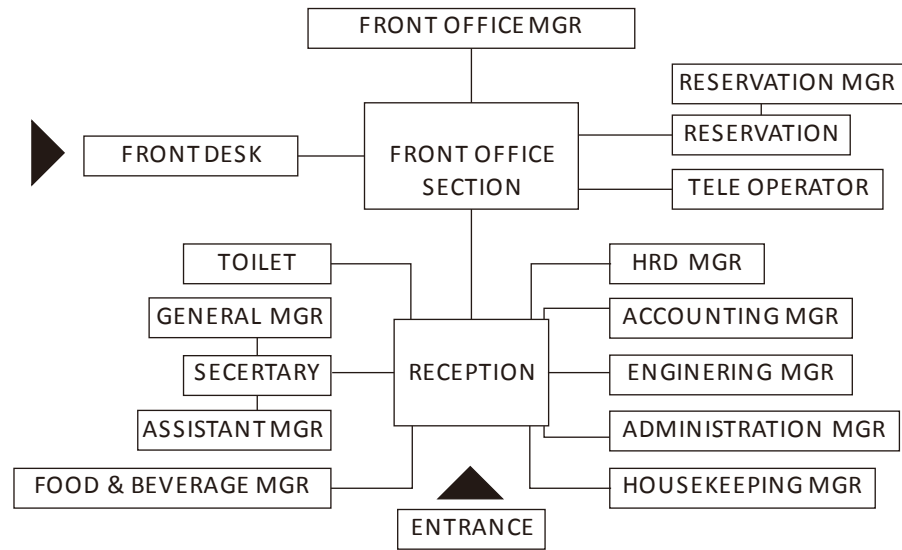 FRONT OFFICE MGR
RESERVATION MGR
FRONT DESK
FRONT OFFICE
SECTION
RESERVATION
TELE OPERATOR
TOILET
HRD MGR
GENERAL MGR
ACCOUNTING MGR
SECERTARY
RECEPTION
ENGINERING MGR
ASSISTANT MGR
ADMINISTRATION MGR
FOOD & BEVERAGE MGR
HOUSEKEEPING MGR
ENTRANCE